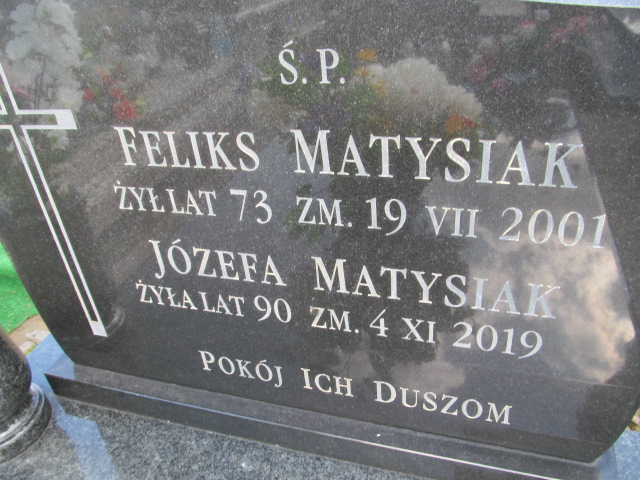 Ś.P.
FELIKS MATYSIAK
ŻYŁ LAT 73 ZM. 19 VII 2001
JÓZEFA MATYSIAK
ŻYŁA LAT 90 ZM. 4 XI 2019
POKÓJ ICH DUSZOM